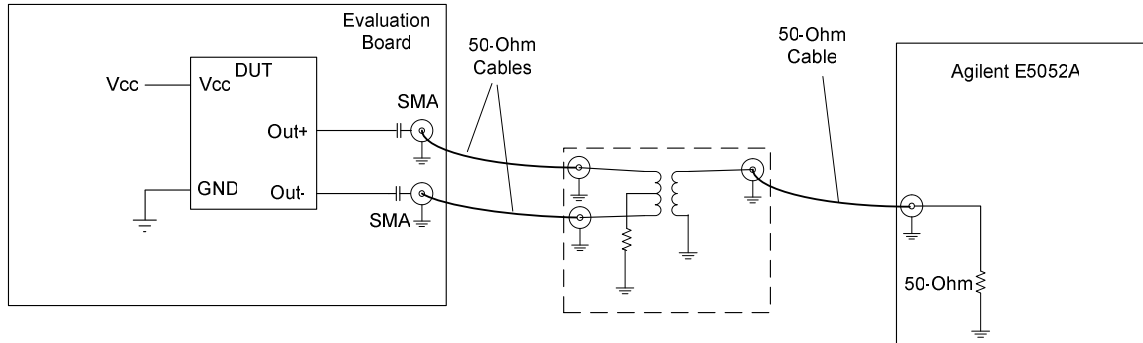 Evaluation
Board
DUT
Vcc
Vcc
Out+
GND
Out-
SMA
SMA
50-Ohm
Cables
50-Ohm
Cable
Agilent E5052A
50-Ohm